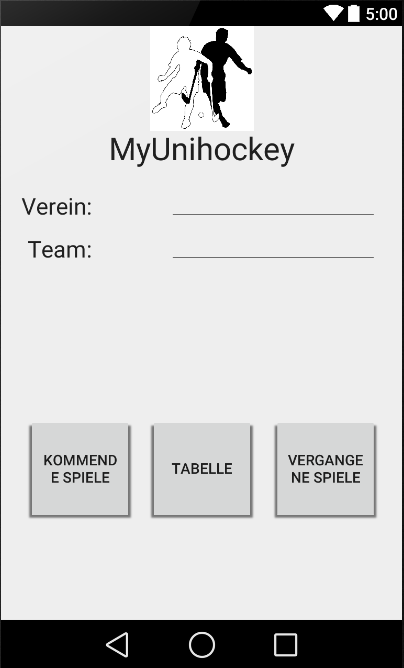 5:00
MyUnihockey
Verein:
Team:
KOMMEND
E SPIELE
TABELLE
VERGANGE
NE SPIELE